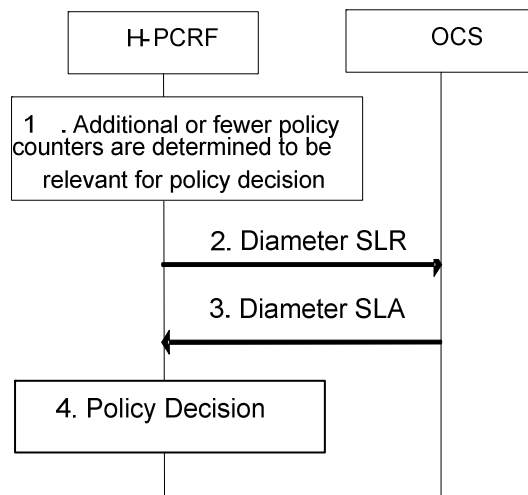 H-PCRF
OCS
1 . Additional or fewer policy
counters are determined to be
relevant for policy decision
2. Diameter SLR
3. Diameter SLA
4. Policy Decision